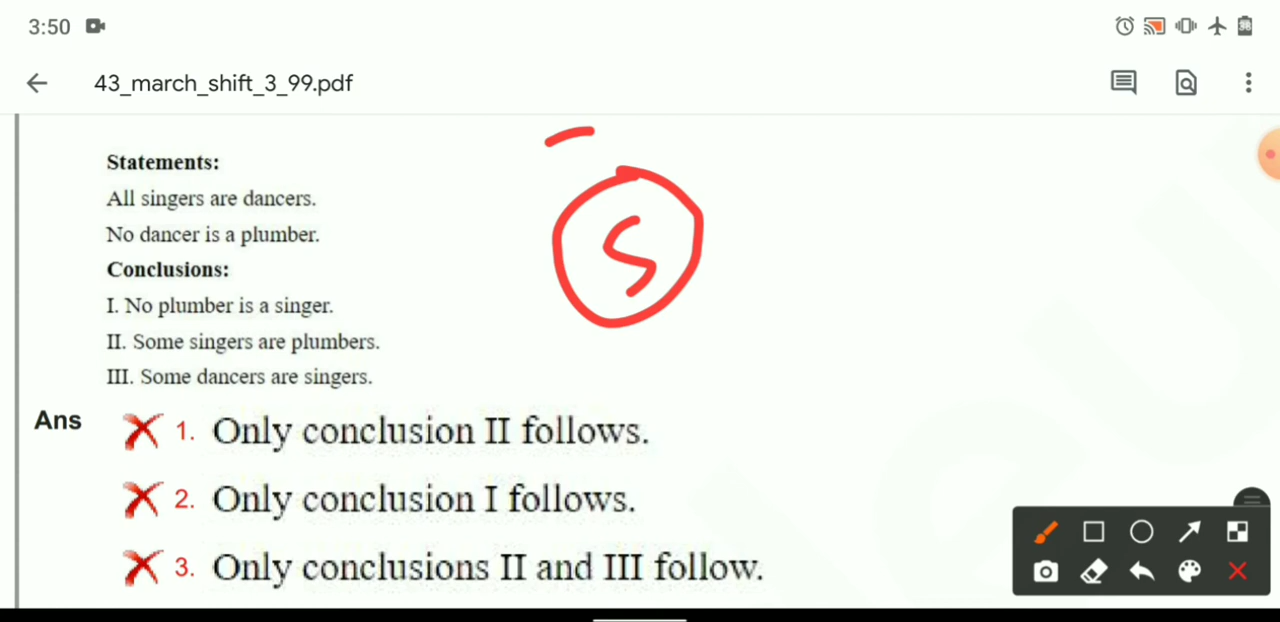 3:50
43_march_shift_3_99.pdf
Statements:
All singers are dancers.
No dancer is a plumber.
Conclusions:
I. No plumber is a singer.
II. Some singers are plumbers.
III. Some dancers are singers.
S
Ans
1. Only conclusion II follows.
2. Only conclusion I follows.
3. Only conclusions II and III follow.